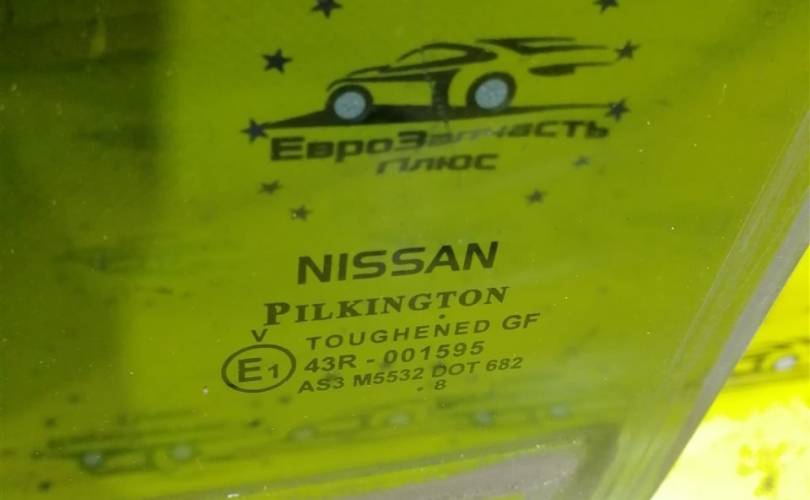 ЕвроЗапчасть
Плюс
NISSAN
PILKINGTON
V
TOUGHENED GF
E1
43R - 001595
AS3 M5532 DOT 682
. 8